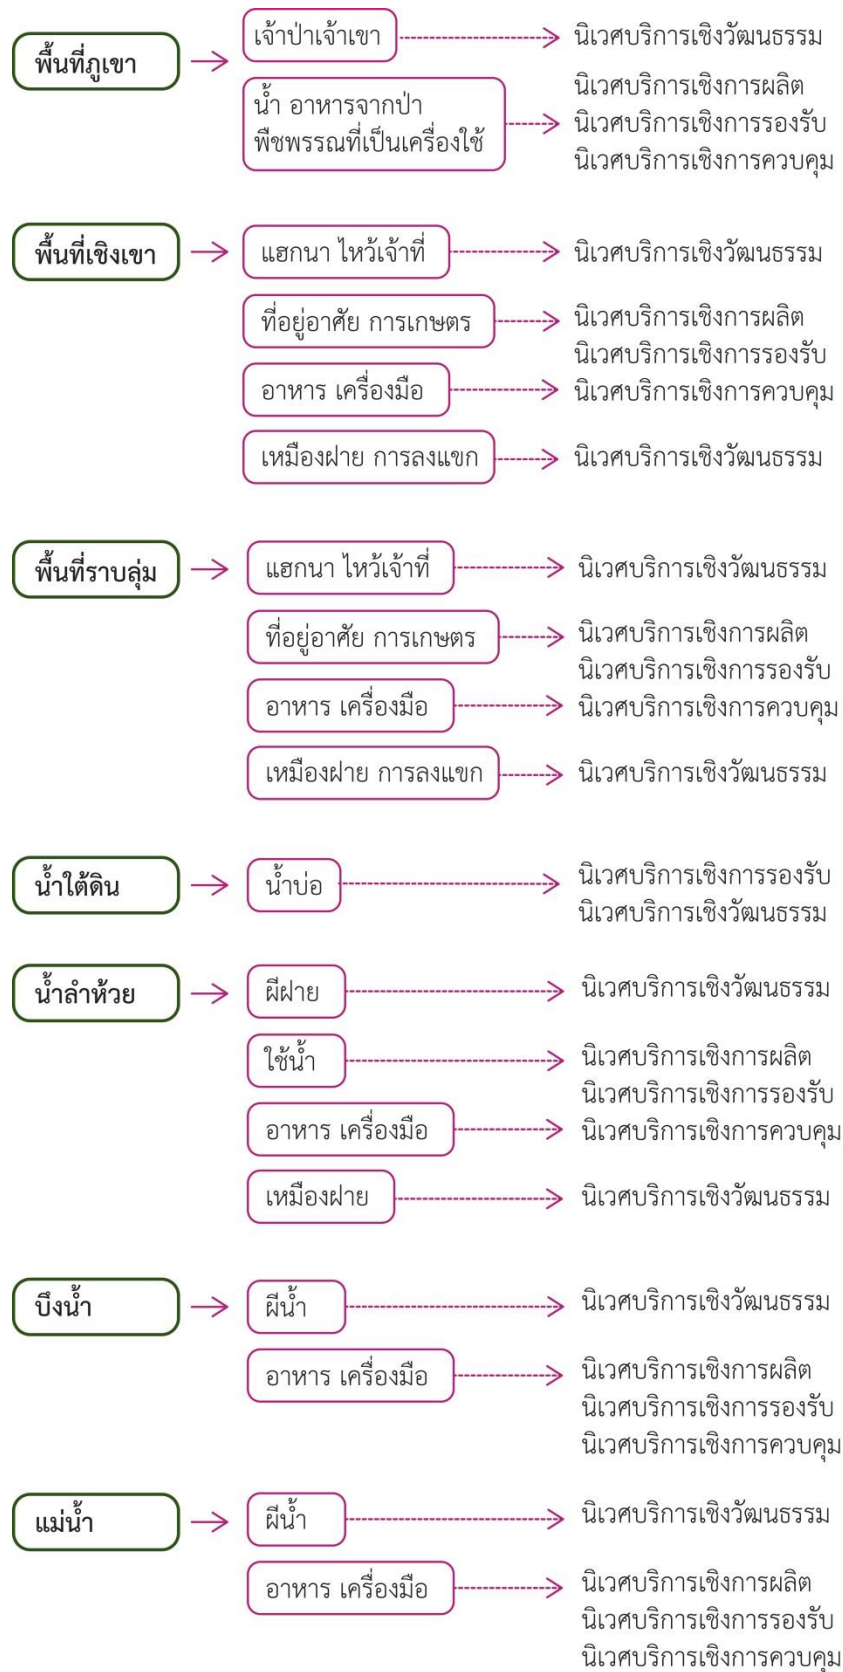 พื้นที่ภูเขา
เจ้าป่าเจ้าเขา
นิเวศบริการเชิงวัฒนธรรม
น้ำ อาหารจากป่า
พืชพรรณที่เป็นเครื่องใช้
นิเวศบริการเชิงการผลิต
นิเวศบริการเชิงการรองรับ
นิเวศบริการเชิงการควบคุม
พื้นที่เชิงเขา
แฮกนา ไหว้เจ้าที่
นิเวศบริการเชิงวัฒนธรรม
ที่อยู่อาศัย การเกษตร
นิเวศบริการเชิงการผลิต
นิเวศบริการเชิงการรองรับ
อาหาร เครื่องมือ
นิเวศบริการเชิงการควบคุม
เหมืองฝาย การลงแขก
นิเวศบริการเชิงวัฒนธรรม
พื้นที่ราบลุ่ม
แฮกนา ไหว้เจ้าที่
นิเวศบริการเชิงวัฒนธรรม
ที่อยู่อาศัย การเกษตร
นิเวศบริการเชิงการผลิต
นิเวศบริการเชิงการรองรับ
อาหาร เครื่องมือ
นิเวศบริการเชิงการควบคุม
เหมืองฝาย การลงแขก
นิเวศบริการเชิงวัฒนธรรม
น้ำใต้ดิน
น้ำบ่อ
นิเวศบริการเชิงการรองรับ
นิเวศบริการเชิงวัฒนธรรม
น้ำลำห้วย
ผีฝาย
นิเวศบริการเชิงวัฒนธรรม
ใช้น้ำ
นิเวศบริการเชิงการผลิต
นิเวศบริการเชิงการรองรับ
อาหาร เครื่องมือ
นิเวศบริการเชิงการควบคุม
เหมืองฝาย
นิเวศบริการเชิงวัฒนธรรม
บึงน้ำ
ผีน้ำ
นิเวศบริการเชิงวัฒนธรรม
อาหาร เครื่องมือ
นิเวศบริการเชิงการผลิต
นิเวศบริการเชิงการรองรับ
นิเวศบริการเชิงการควบคุม
แม่น้ำ
ผีน้ำ
นิเวศบริการเชิงวัฒนธรรม
อาหาร เครื่องมือ
นิเวศบริการเชิงการผลิต
นิเวศบริการเชิงการรองรับ
นิเวศบริการเชิงการควบคุม